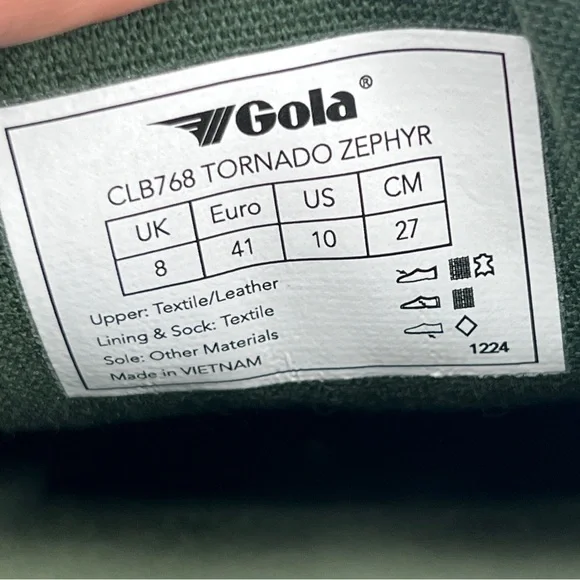 Gola®
CLB768 TORNADO ZEPHYR
UK Euro US CM
8 41 10 27
Upper: Textile/Leather
Lining & Sock: Textile
Sole: Other Materials
Made in VIETNAM
1224